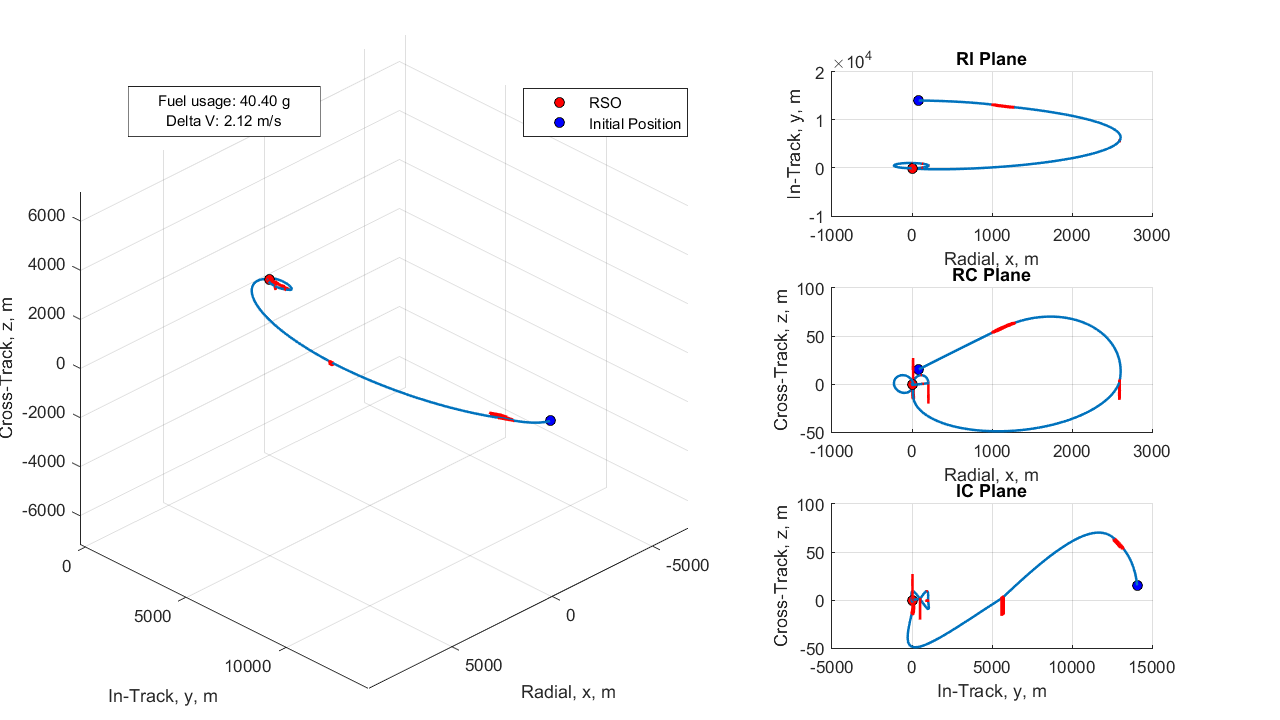 Fuel usage: 40.40 g
Delta V: 2.12 m/s
RSO
Initial Position
6000
4000
2000
0
-2000
-4000
-6000
Cross-Track, z, m
0
5000
10000
In-Track, y, m
5000
0
-5000
Radial, x, m
RI Plane
×10⁴
2
1
0
-1
In-Track, y, m
-1000
0
1000
2000
3000
Radial, x, m
RC Plane
100
50
0
-50
Cross-Track, z, m
-1000
0
1000
2000
3000
Radial, x, m
IC Plane
100
50
0
-50
Cross-Track, z, m
-5000
0
5000
10000
15000
In-Track, y, m